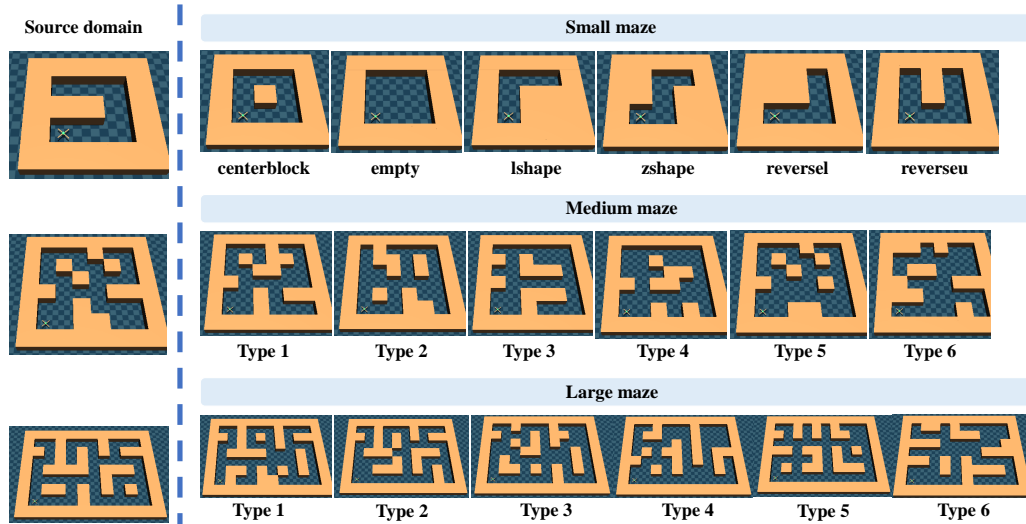 Source domain
Small maze
centerblock empty lshape zshape reversel reverseu
Medium maze
Type 1 Type 2 Type 3 Type 4 Type 5 Type 6
Large maze
Type 1 Type 2 Type 3 Type 4 Type 5 Type 6